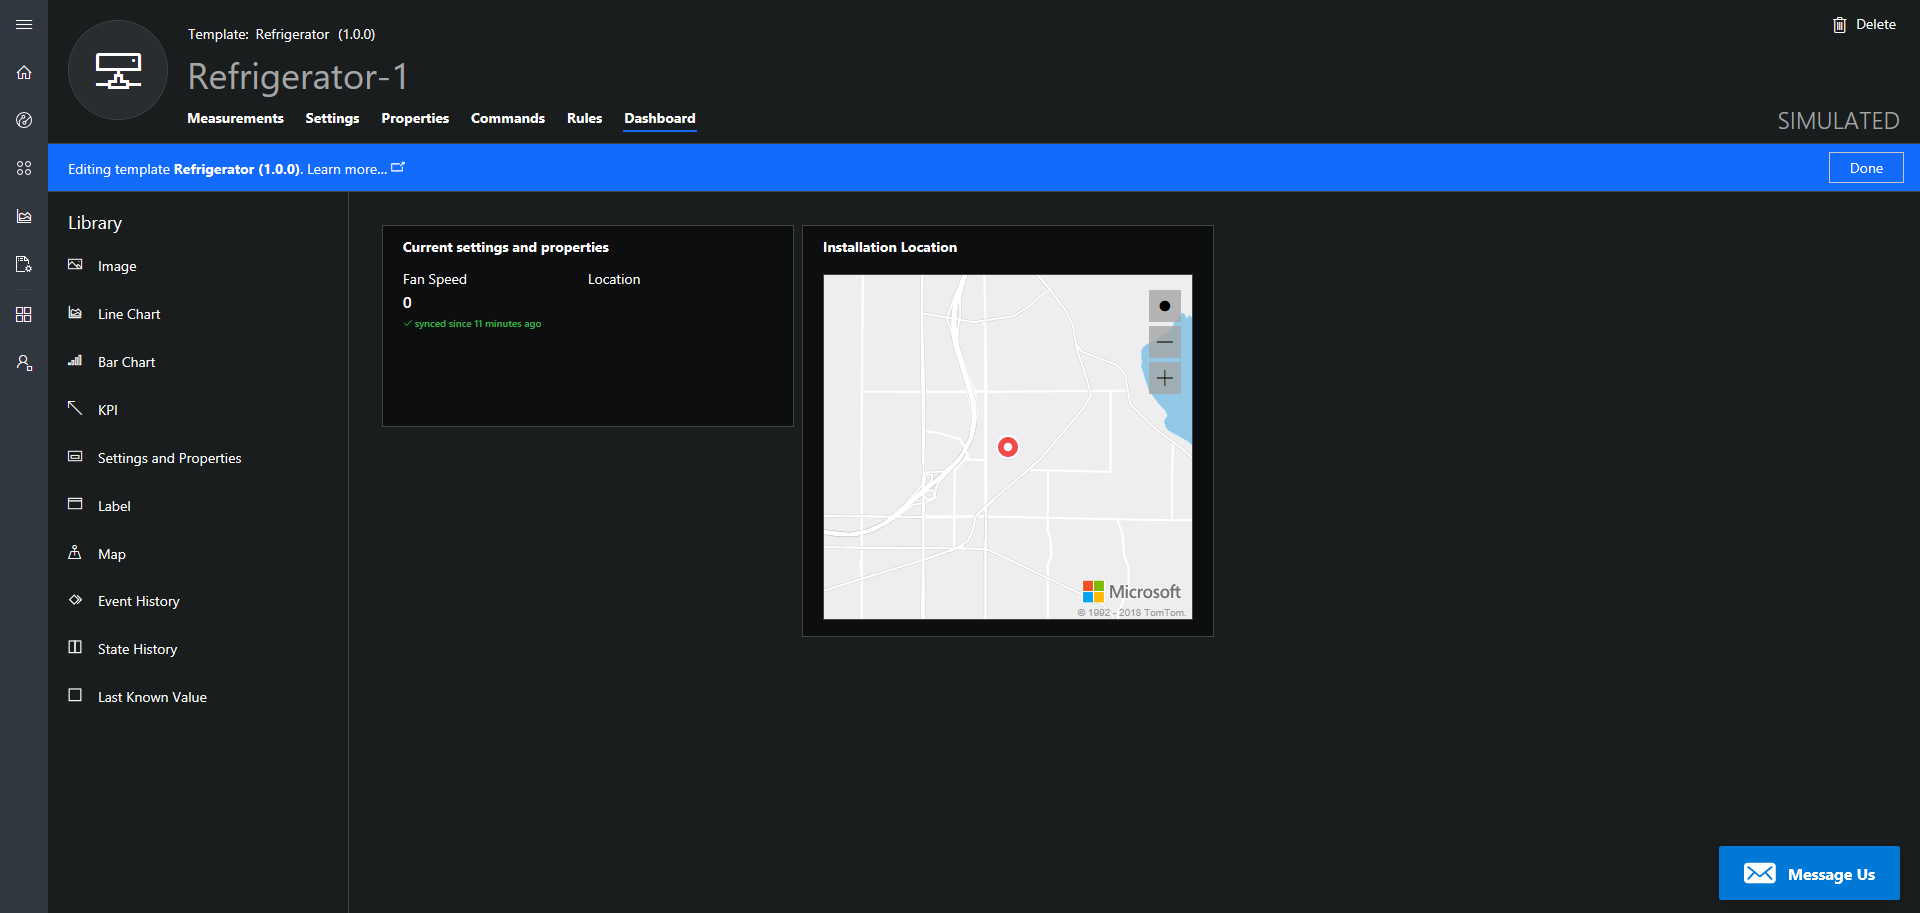 Template: Refrigerator (1.0.0)
Delete
Refrigerator-1
Measurements Settings Properties Commands Rules Dashboard
SIMULATED
Editing template Refrigerator (1.0.0). Learn more...
Done
Library
Image
Line Chart
Bar Chart
KPI
Settings and Properties
Label
Map
Event History
State History
Last Known Value
Current settings and properties
Fan Speed
0
synced since 11 minutes ago
Location
Installation Location
Microsoft
© 1992 - 2018 TomTom.
Message Us